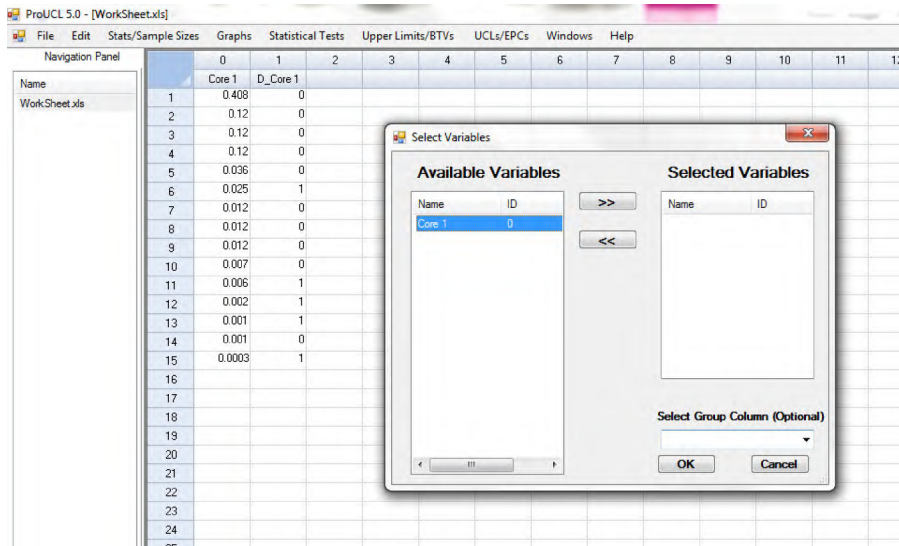 ProUCL 5.0 - [WorkSheet.xls]
File Edit Stats/Sample Sizes Graphs Statistical Tests Upper Limits/BTVs UCLs/EPCs Windows Help
Navigation Panel
Name
WorkSheet.xls
0 1 2 3 4 5 6 7 8 9 10 11
Core 1 D_Core 1
1 0.408 0
2 0.12 0
3 0.12 0
4 0.12 0
5 0.036 0
6 0.025 1
7 0.012 0
8 0.012 0
9 0.012 0
10 0.007 0
11 0.006 1
12 0.002 1
13 0.001 1
14 0.001 0
15 0.0003 1
16
17
18
19
20
21
22
23
24
Select Variables
Available Variables
Name ID
Core 1 0
>>
<<
Selected Variables
Name ID
Select Group Column (Optional)
OK Cancel